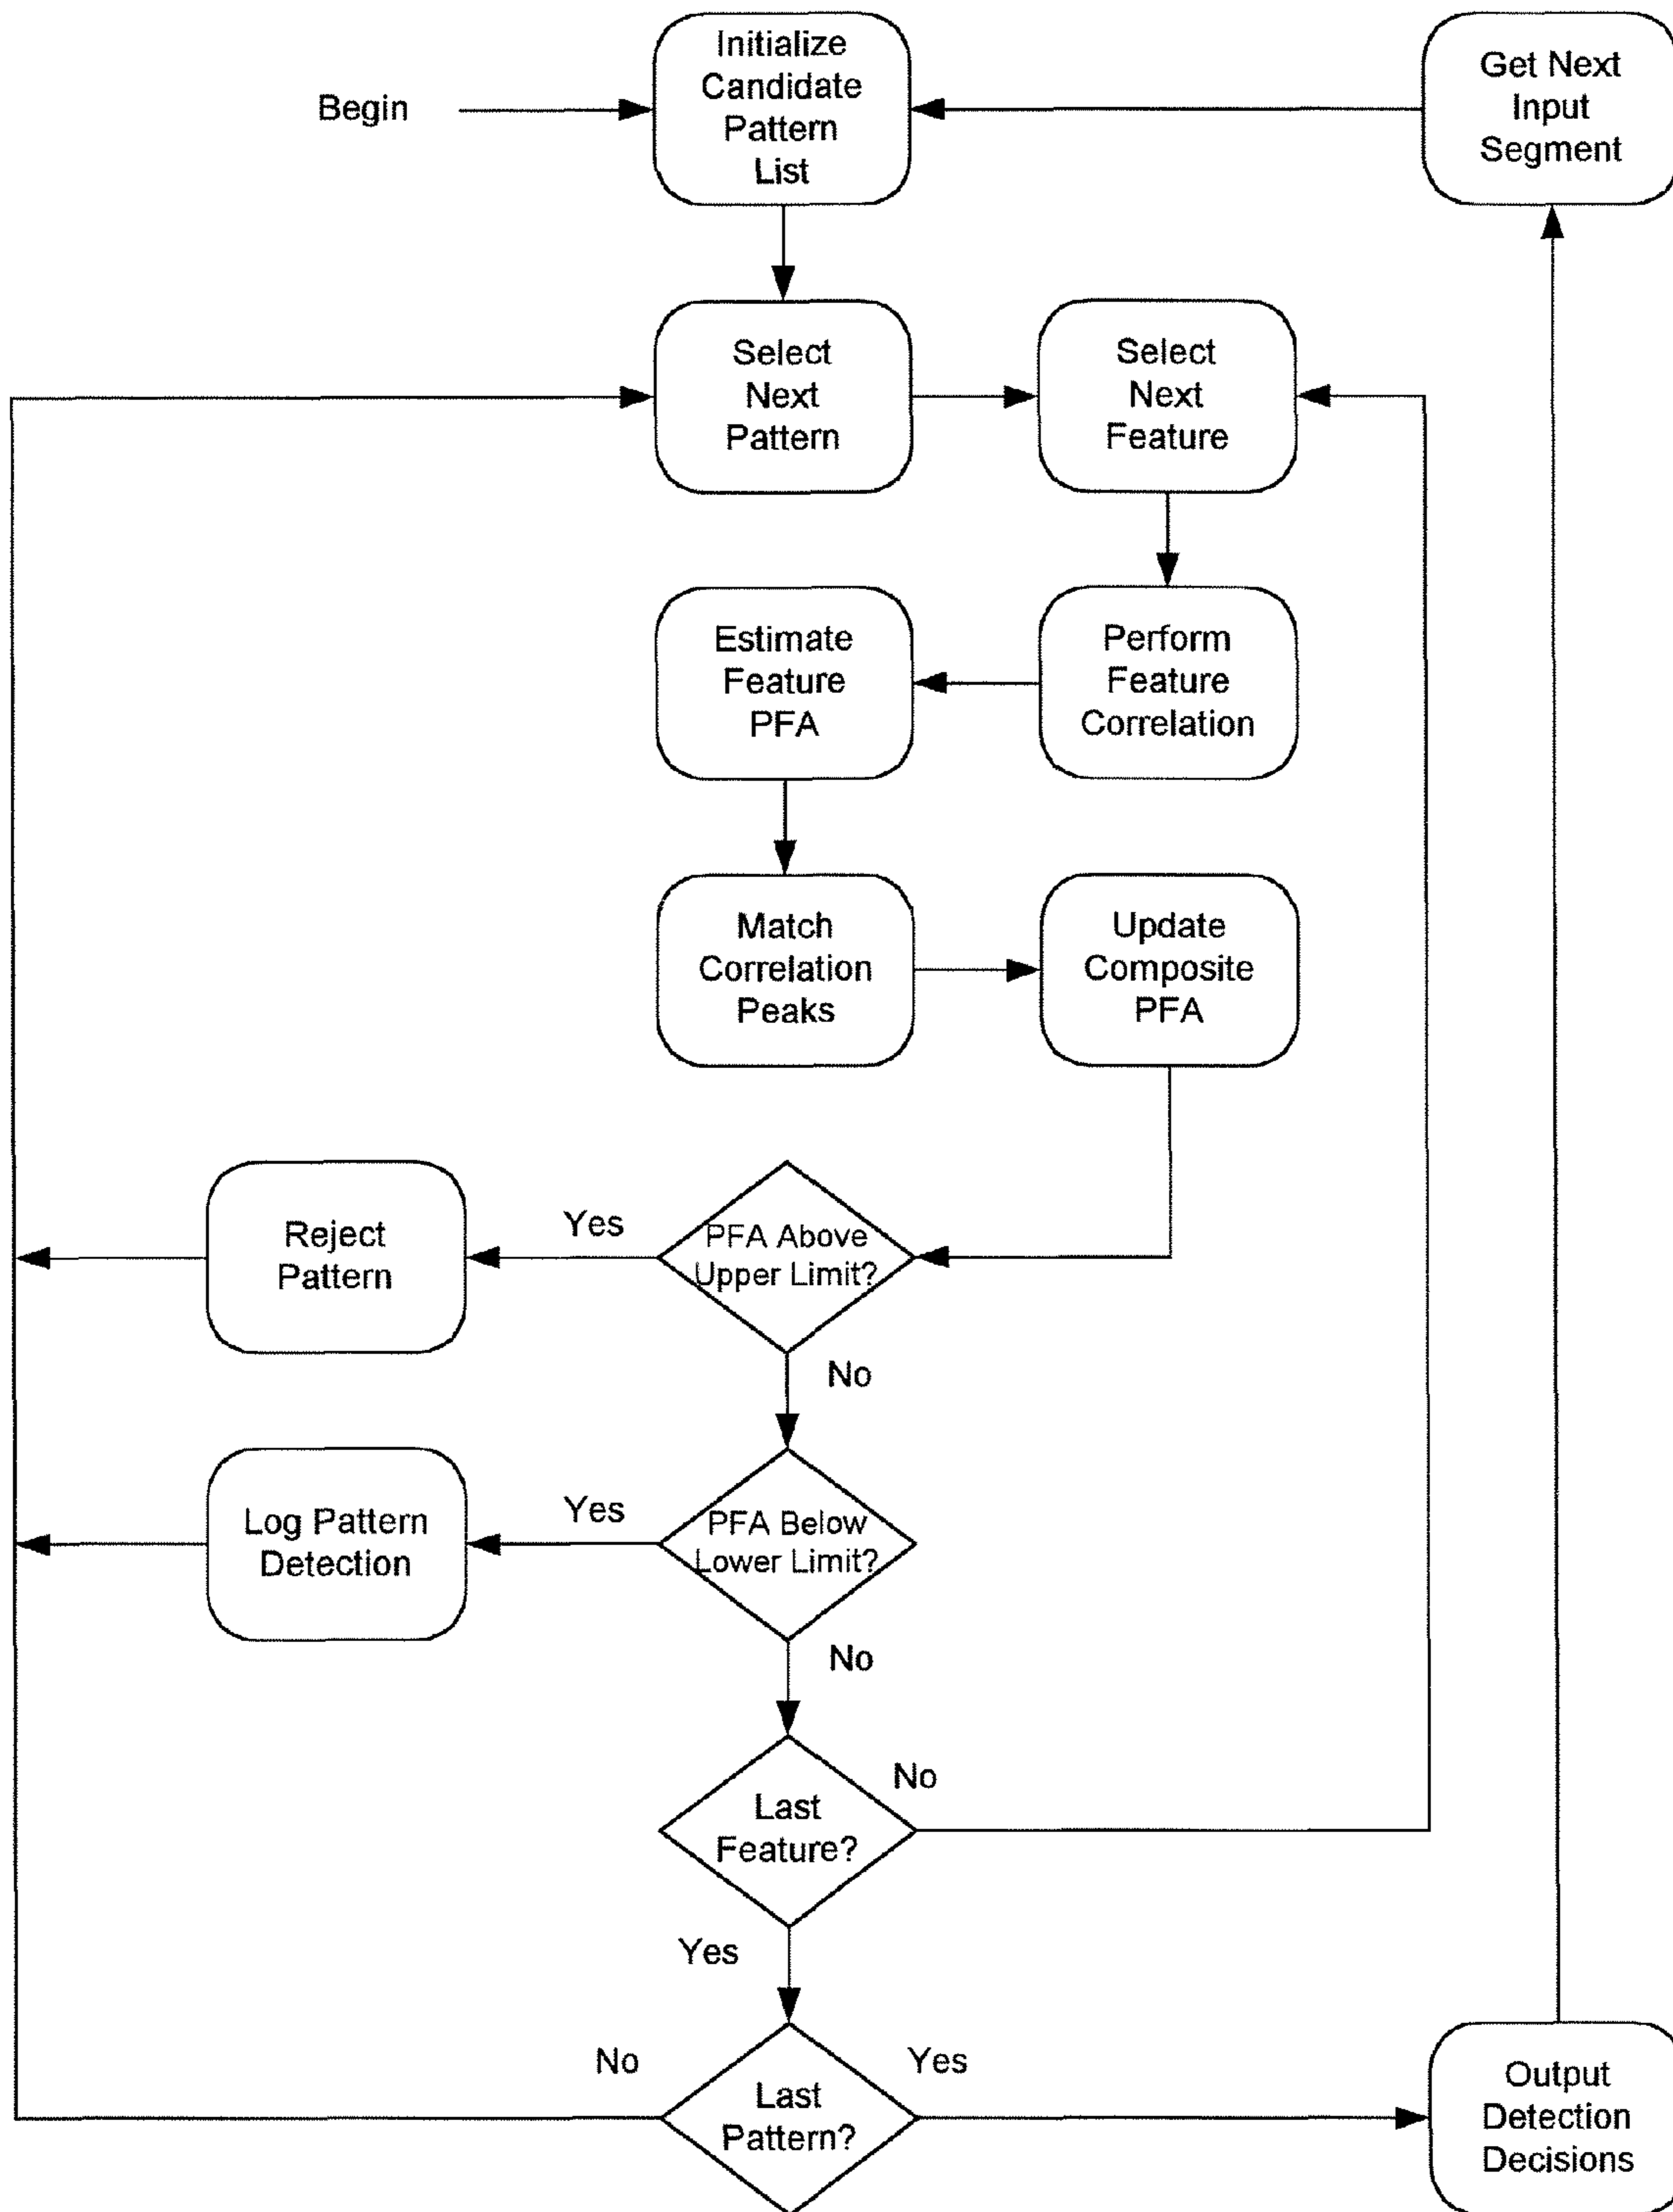 Initialize
Candidate
Pattern
List
Get Next
Input
Segment
Begin
Select
Next
Pattern
Select
Next
Feature
Estimate
Feature
PFA
Perform
Feature
Correlation
Match
Correlation
Peaks
Update
Composite
PFA
Reject
Pattern
Yes
PFA Above
Upper Limit?
No
Log Pattern
Detection
Yes
PFA Below
Lower Limit?
No
Last
Feature?
No
Yes
No
Last
Pattern?
Yes
Output
Detection
Decisions